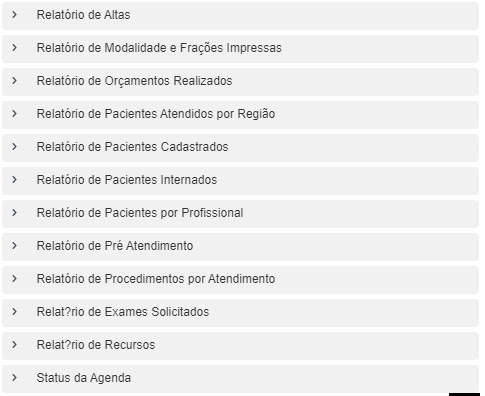 Relatório de Altas
Relatório de Modalidade e Frações Impressas
Relatório de Orçamentos Realizados
Relatório de Pacientes Atendidos por Região
Relatório de Pacientes Cadastrados
Relatório de Pacientes Internados
Relatório de Pacientes por Profissional
Relatório de Pré Atendimento
Relatório de Procedimentos por Atendimento
Relat?rio de Exames Solicitados
Relat?rio de Recursos
Status da Agenda